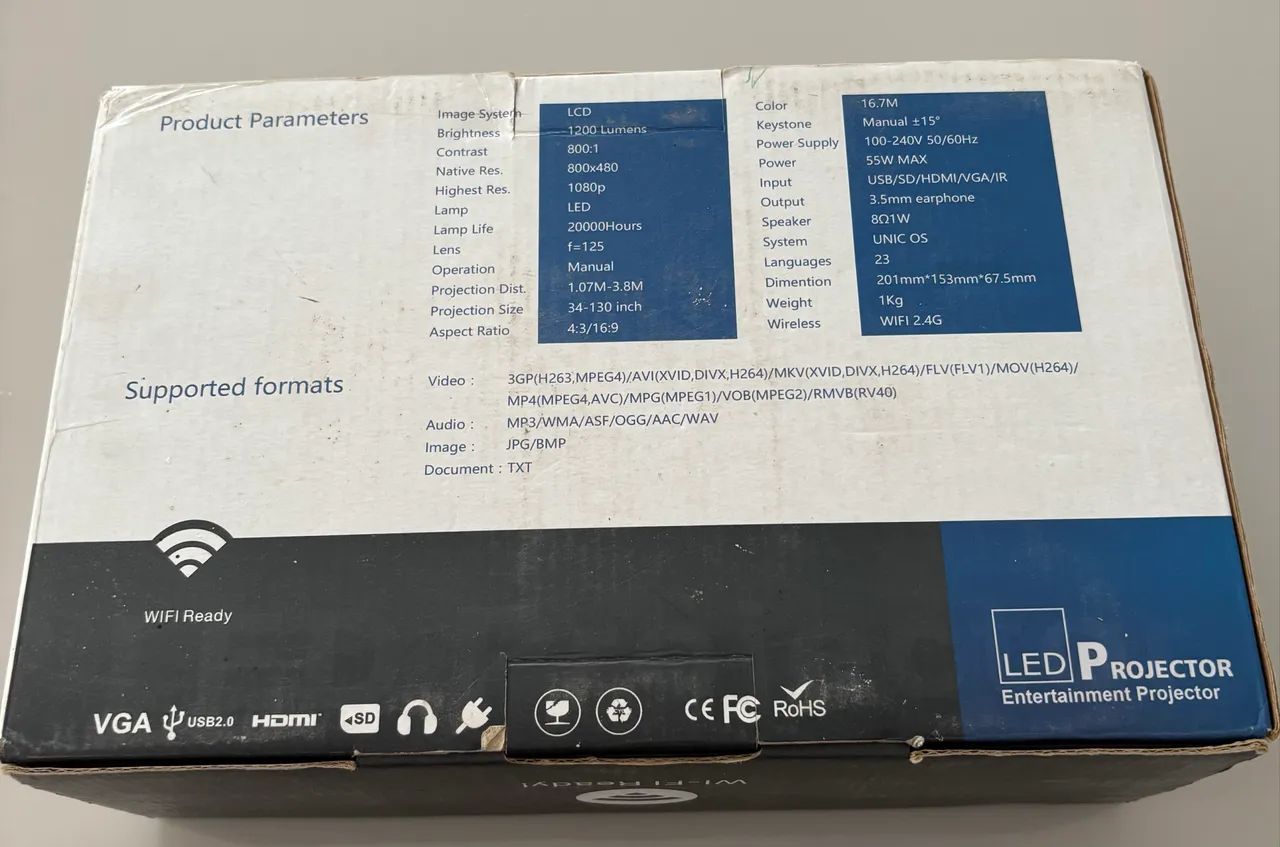 Product Parameters
Image System LCD
Brightness 1200 Lumens
Contrast 800:1
Native Res. 800x480
Highest Res. 1080p
Lamp LED
Lamp Life 20000Hours
Lens f=125
Operation Manual
Projection Dist. 1.07M-3.8M
Projection Size 34-130 inch
Aspect Ratio 4:3/16:9
Color 16.7M
Keystone Manual ±15°
Power Supply 100-240V 50/60Hz
Power 55W MAX
Input USB/SD/HDMI/VGA/IR
Output 3.5mm earphone
Speaker 8Ω1W
System UNIC OS
Languages 23
Dimention 201mm*153mm*67.5mm
Weight 1Kg
Wireless WIFI 2.4G
Supported formats
Video : 3GP(H263,MPEG4)/AVI(XVID,DIVX,H264)/MKV(XVID,DIVX,H264)/FLV(FLV1)/MOV(H264)/
MP4(MPEG4,AVC)/MPG(MPEG1)/VOB(MPEG2)/RMVB(RV40)
Audio : MP3/WMA/ASF/OGG/AAC/WAV
Image : JPG/BMP
Document : TXT
WIFI Ready
LED PROJECTOR
Entertainment Projector
VGA USB2.0 HDMI SD CE FC RoHS
Wi-Fi Ready!